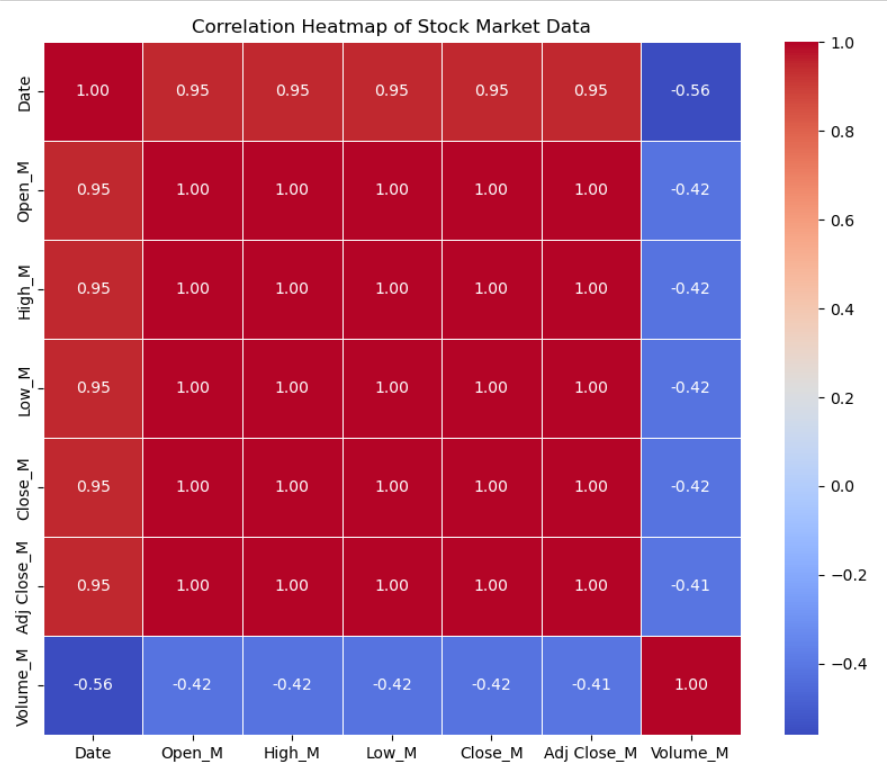 Correlation Heatmap of Stock Market Data
Date 1.00 0.95 0.95 0.95 0.95 0.95 -0.56
Open_M 0.95 1.00 1.00 1.00 1.00 1.00 -0.42
High_M 0.95 1.00 1.00 1.00 1.00 1.00 -0.42
Low_M 0.95 1.00 1.00 1.00 1.00 1.00 -0.42
Close_M 0.95 1.00 1.00 1.00 1.00 1.00 -0.42
Adj Close_M 0.95 1.00 1.00 1.00 1.00 1.00 -0.41
Volume_M -0.56 -0.42 -0.42 -0.42 -0.42 -0.41 1.00
Date Open_M High_M Low_M Close_M Adj Close_M Volume_M
1.0
0.8
0.6
0.4
0.2
0.0
−0.2
−0.4